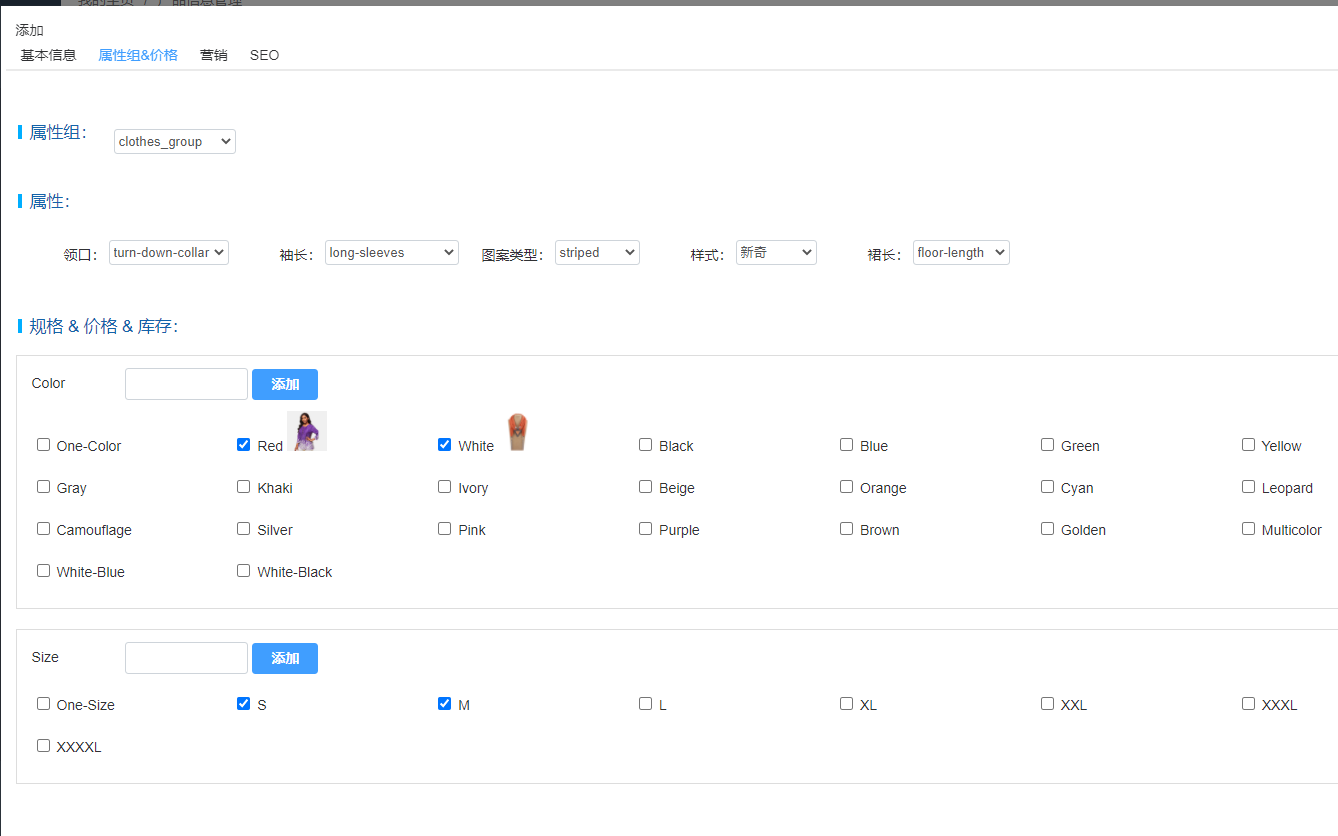 添加
基本信息 属性组&价格 营销 SEO
属性组: clothes_group
属性:
领口: turn-down-collar 袖长: long-sleeves 图案类型: striped 样式: 新奇 裙长: floor-length
规格 & 价格 & 库存:
Color 添加
One-Color Red White Black Blue Green Yellow
Gray Khaki Ivory Beige Orange Cyan Leopard
Camouflage Silver Pink Purple Brown Golden Multicolor
White-Blue White-Black
Size 添加
One-Size S M L XL XXL XXXL
XXXXL